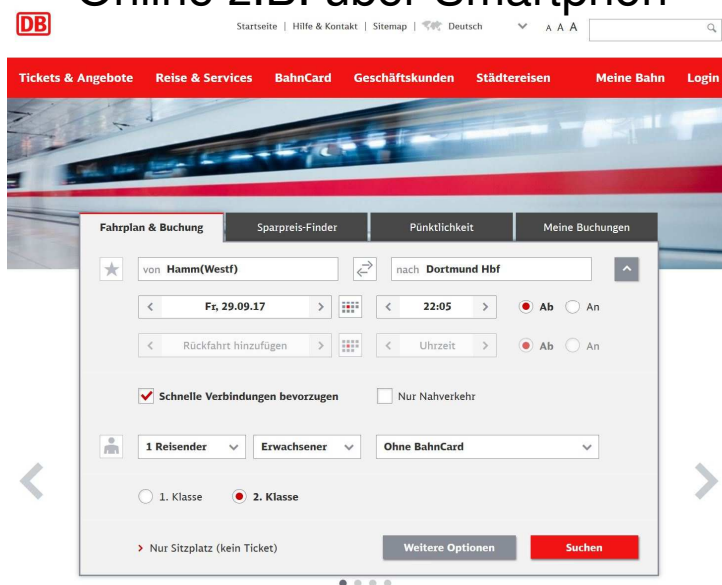 Online z.B. über Smartphon
DB
Startseite | Hilfe & Kontakt | Sitemap | Deutsch A A A
Tickets & Angebote Reise & Services BahnCard Geschäftskunden Städtereisen Meine Bahn Login
Fahrplan & Buchung Sparpreis-Finder Pünktlichkeit Meine Buchungen
von Hamm(Westf) nach Dortmund Hbf
Fr, 29.09.17 22:05 Ab An
Rückfahrt hinzufügen Uhrzeit Ab An
Schnelle Verbindungen bevorzugen Nur Nahverkehr
1 Reisender Erwachsener Ohne BahnCard
1. Klasse 2. Klasse
Nur Sitzplatz (kein Ticket) Weitere Optionen Suchen